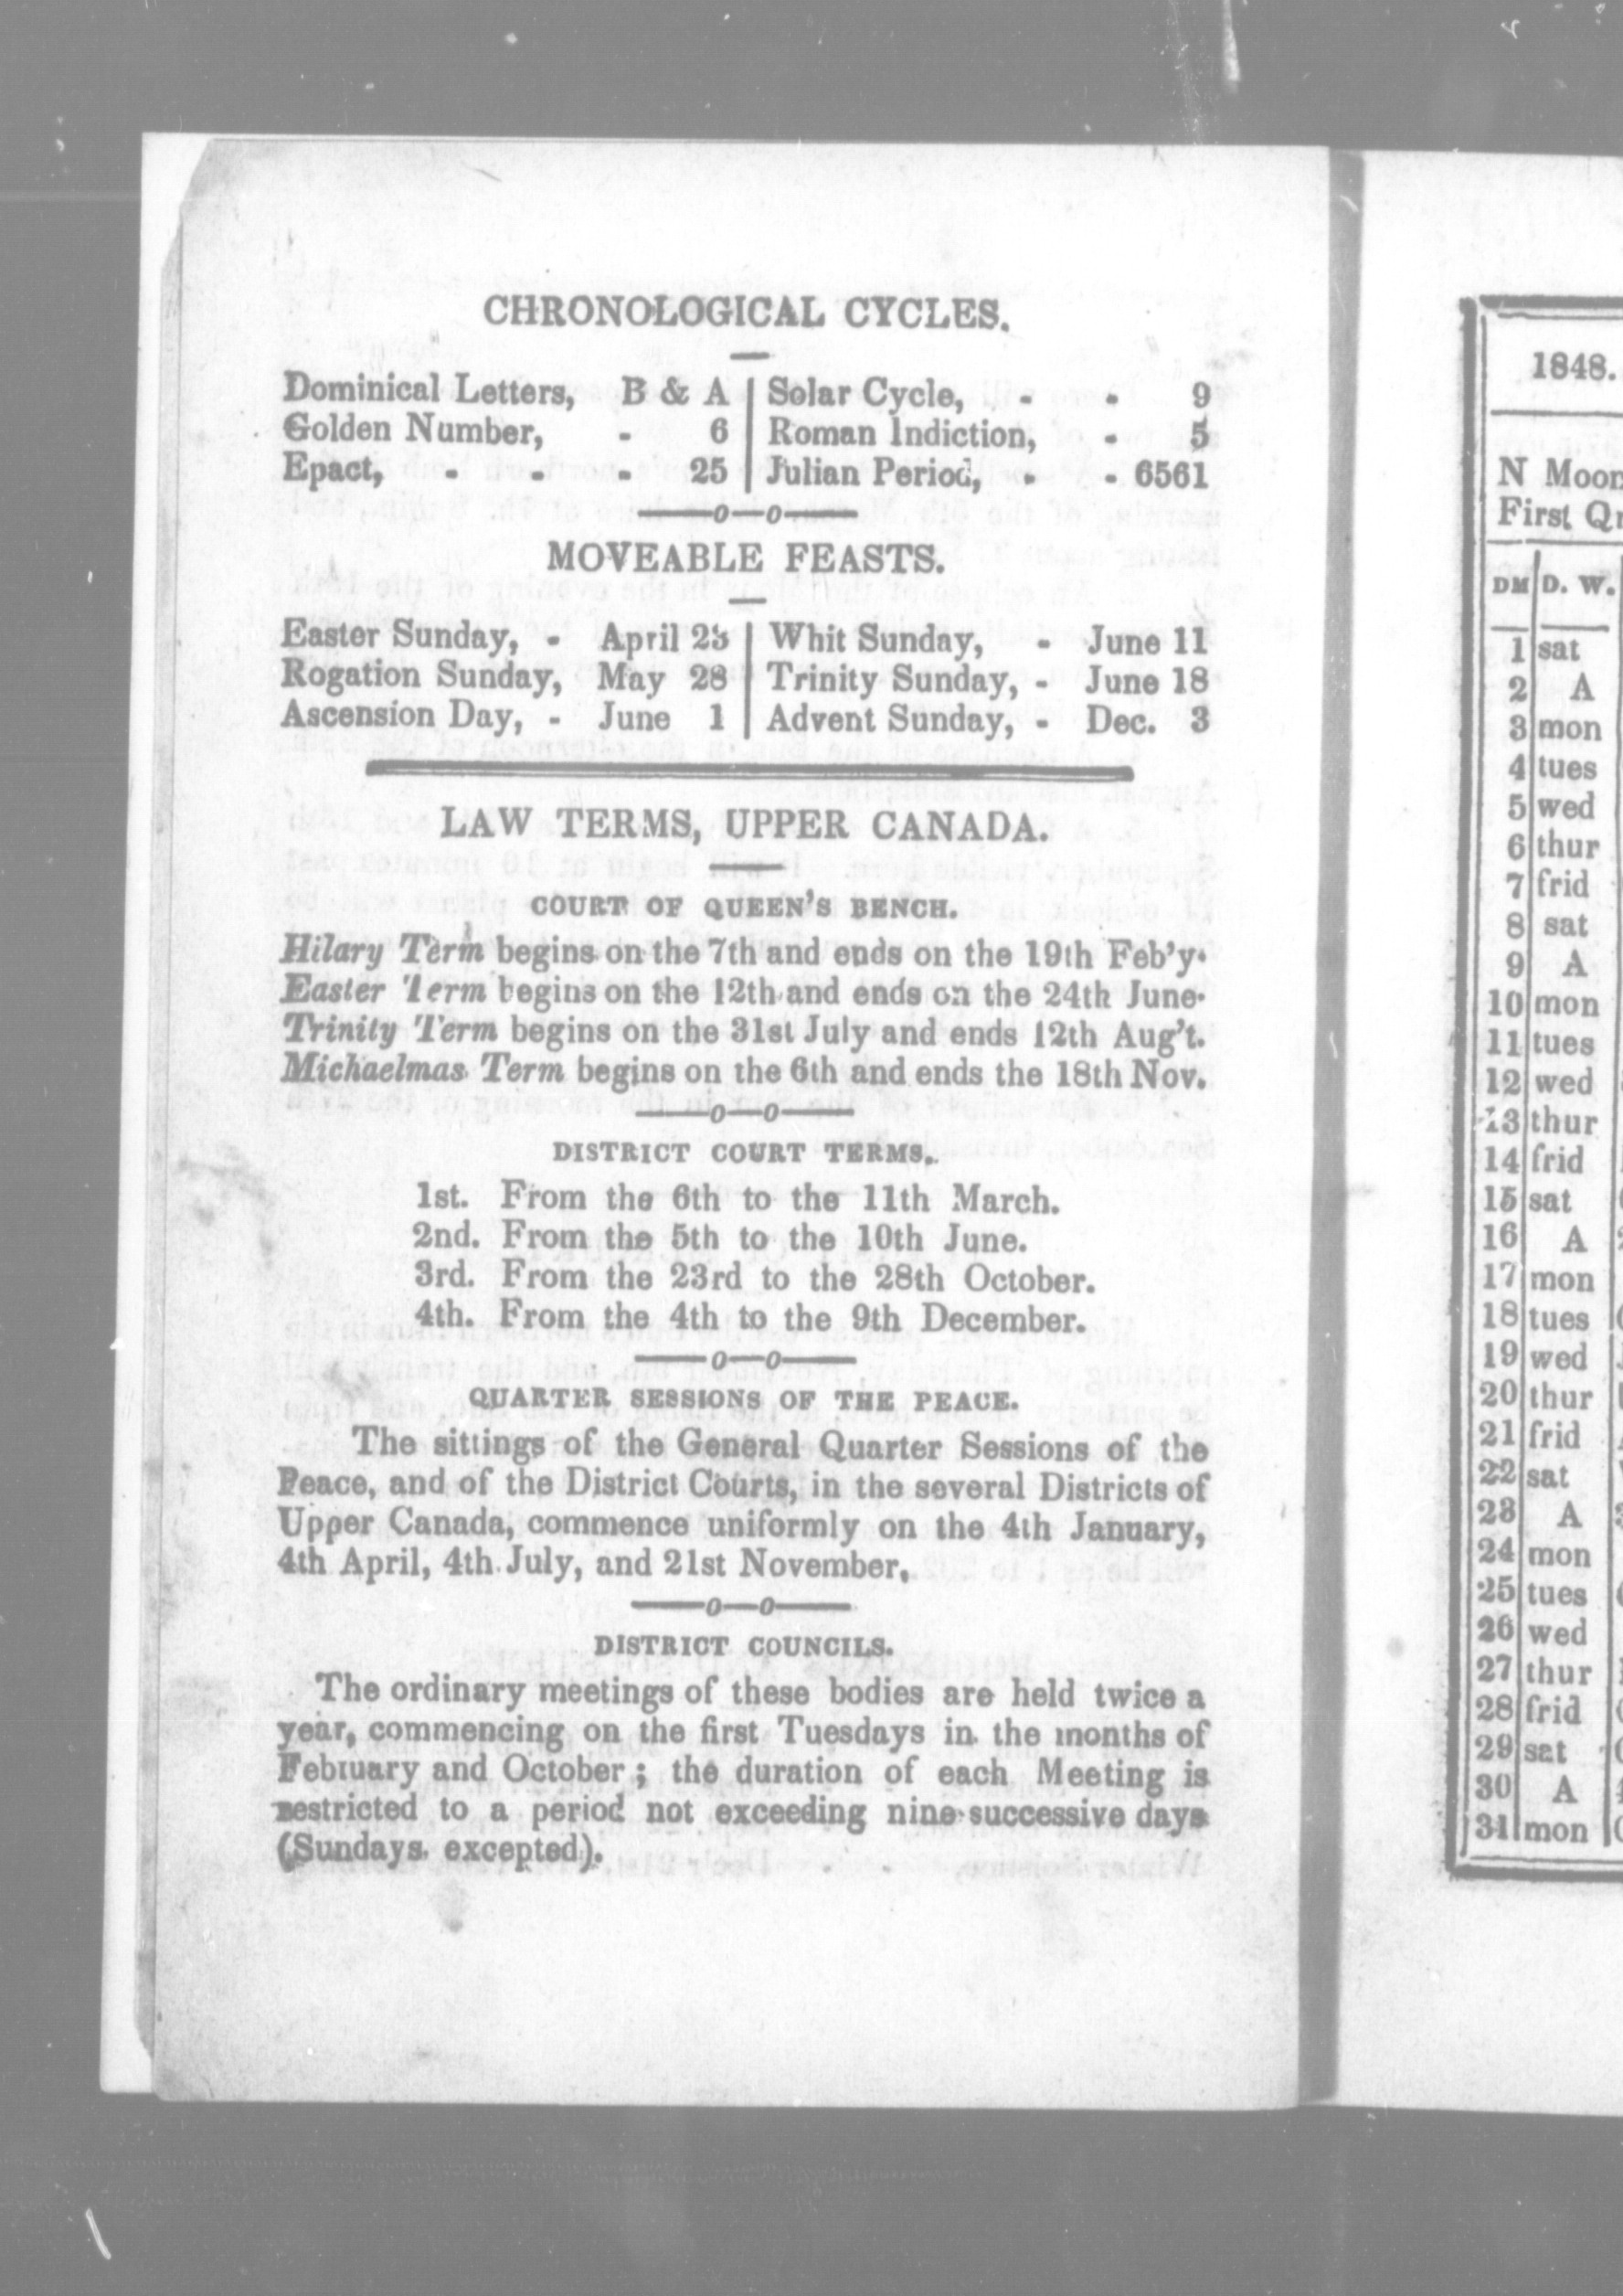 CHRONOLOGICAL CYCLES.
Dominical Letters, B & A | Solar Cycle, - - 9
Golden Number, - 6 | Roman Indiction, - 5
Epact, - - - 25 | Julian Period, - - 6561
MOVEABLE FEASTS.
Easter Sunday, - April 23 | Whit Sunday, - June 11
Rogation Sunday, May 28 | Trinity Sunday, - June 18
Ascension Day, - June 1 | Advent Sunday, - Dec. 3
LAW TERMS, UPPER CANADA.
COURT OF QUEEN'S BENCH.
Hilary Term begins on the 7th and ends on the 19th Feb'y.
Easter Term begins on the 12th and ends on the 24th June.
Trinity Term begins on the 31st July and ends 12th Aug't.
Michaelmas Term begins on the 6th and ends the 18th Nov.
DISTRICT COURT TERMS.
1st. From the 6th to the 11th March.
2nd. From the 5th to the 10th June.
3rd. From the 23rd to the 28th October.
4th. From the 4th to the 9th December.
QUARTER SESSIONS OF THE PEACE.
The sittings of the General Quarter Sessions of the
Peace, and of the District Courts, in the several Districts of
Upper Canada, commence uniformly on the 4th January,
4th April, 4th July, and 21st November.
DISTRICT COUNCILS.
The ordinary meetings of these bodies are held twice a
year, commencing on the first Tuesdays in the months of
February and October; the duration of each Meeting is
restricted to a period not exceeding nine successive days
(Sundays excepted).
1848.
N Moon
First Qr
DM D. W.
1 sat
2 A
3 mon
4 tues
5 wed
6 thur
7 frid
8 sat
9 A
10 mon
11 tues
12 wed
13 thur
14 frid
15 sat
16 A
17 mon
18 tues
19 wed
20 thur
21 frid
22 sat
23 A
24 mon
25 tues
26 wed
27 thur
28 frid
29 sat
30 A
31 mon